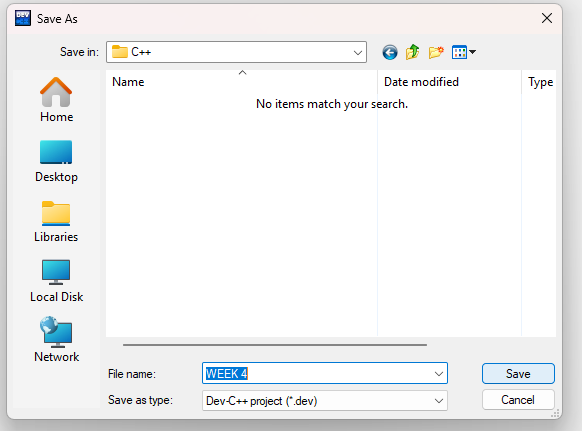 DEV
Save As
Save in: C++
Name Date modified Type
No items match your search.
Home
Desktop
Libraries
Local Disk
Network
File name: WEEK 4 Save
Save as type: Dev-C++ project (*.dev) Cancel